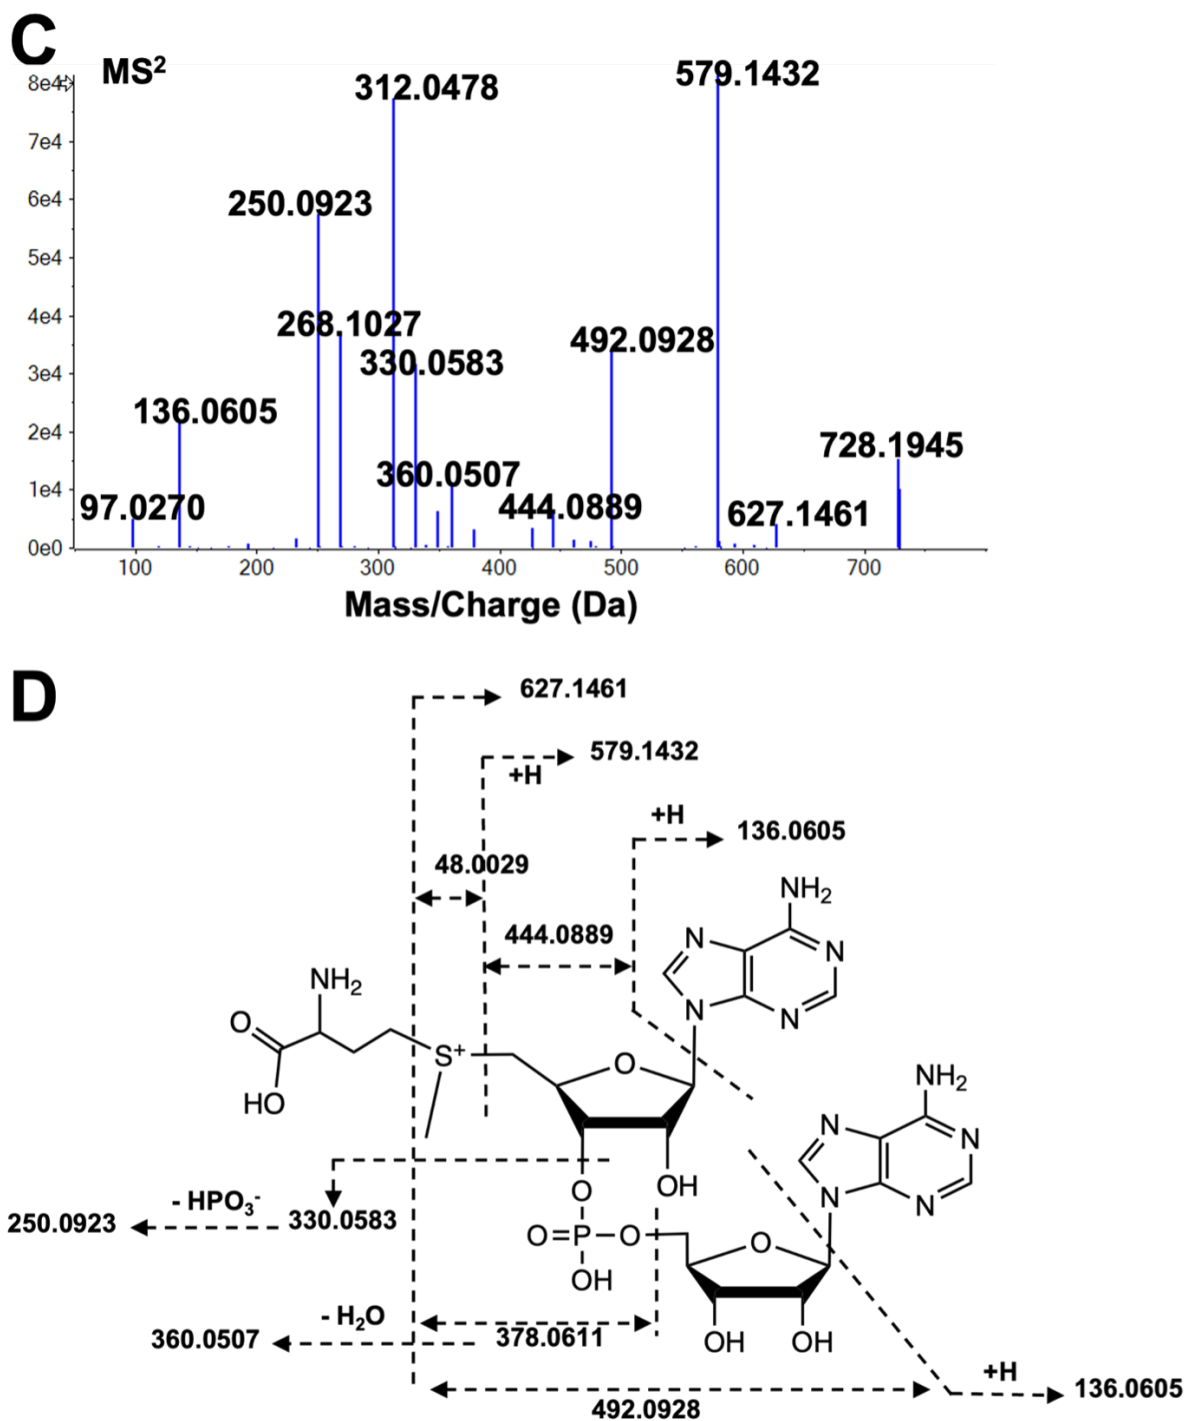 C
MS²
8e4
7e4
6e4
5e4
4e4
3e4
2e4
1e4
0e0
579.1432
312.0478
250.0923
268.1027
330.0583
492.0928
136.0605
728.1945
360.0507
97.0270
444.0889
627.1461
100 200 300 400 500 600 700
Mass/Charge (Da)
D
627.1461
579.1432
+H
+H
136.0605
48.0029
444.0889
NH₂
N
N
N
N
NH₂
O
HO
S⁺
O
NH₂
N
N
N
N
O
OH
- HPO₃⁻
250.0923
330.0583
O=P–O
O
OH
- H₂O
360.0507
378.0611
OH
OH
+H
136.0605
492.0928